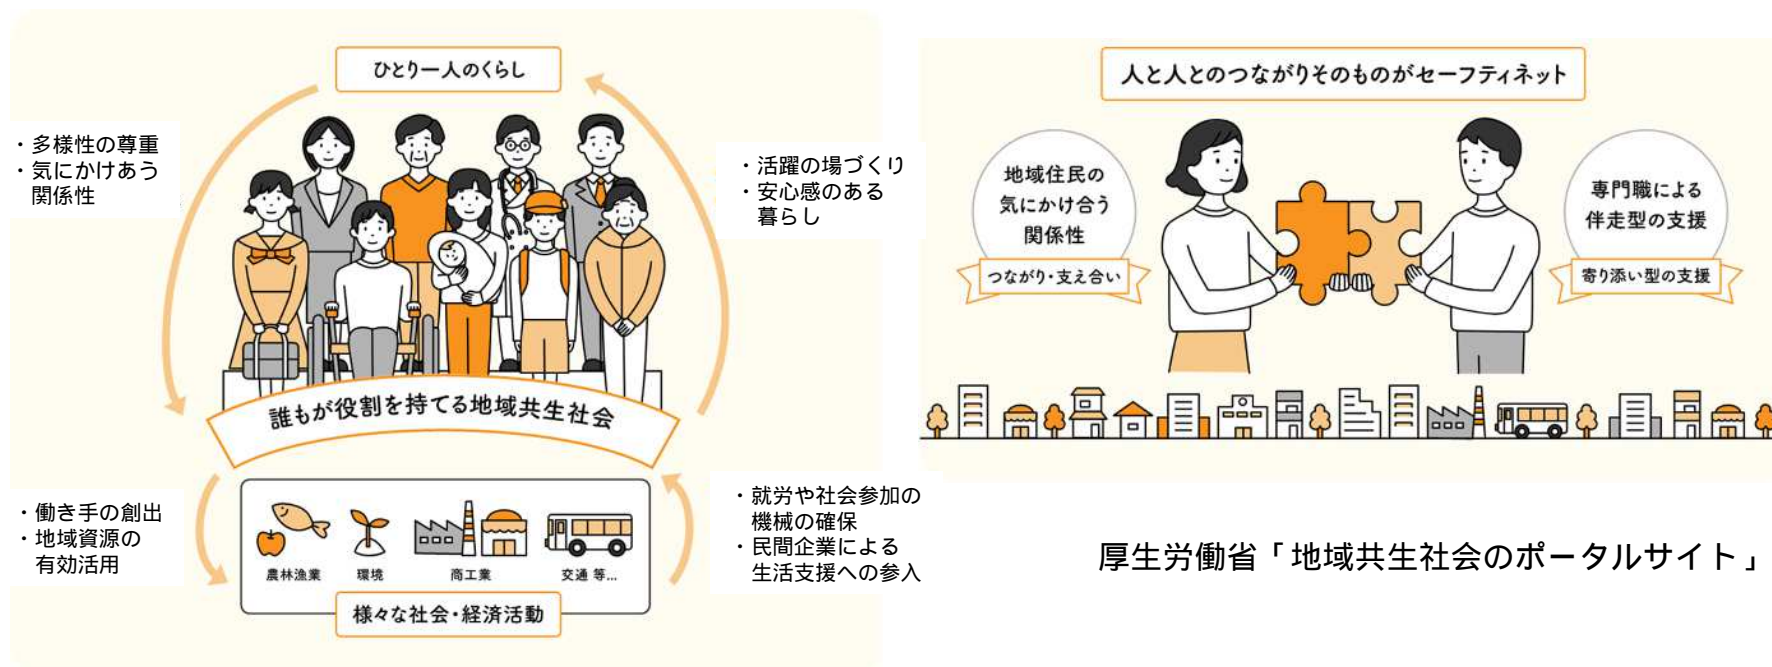 ひとり一人のくらし
・多様性の尊重
・気にかけあう
関係性
・活躍の場づくり
・安心感のある
暮らし
誰もが役割を持てる地域共生社会
・働き手の創出
・地域資源の
有効活用
・就労や社会参加の
機械の確保
・民間企業による
生活支援への参入
農林漁業 環境 商工業 交通 等...
様々な社会・経済活動
人と人とのつながりそのものがセーフティネット
地域住民の
気にかけ合う
関係性
つながり・支え合い
専門職による
伴走型の支援
寄り添い型の支援
厚生労働省「地域共生社会のポータルサイト」